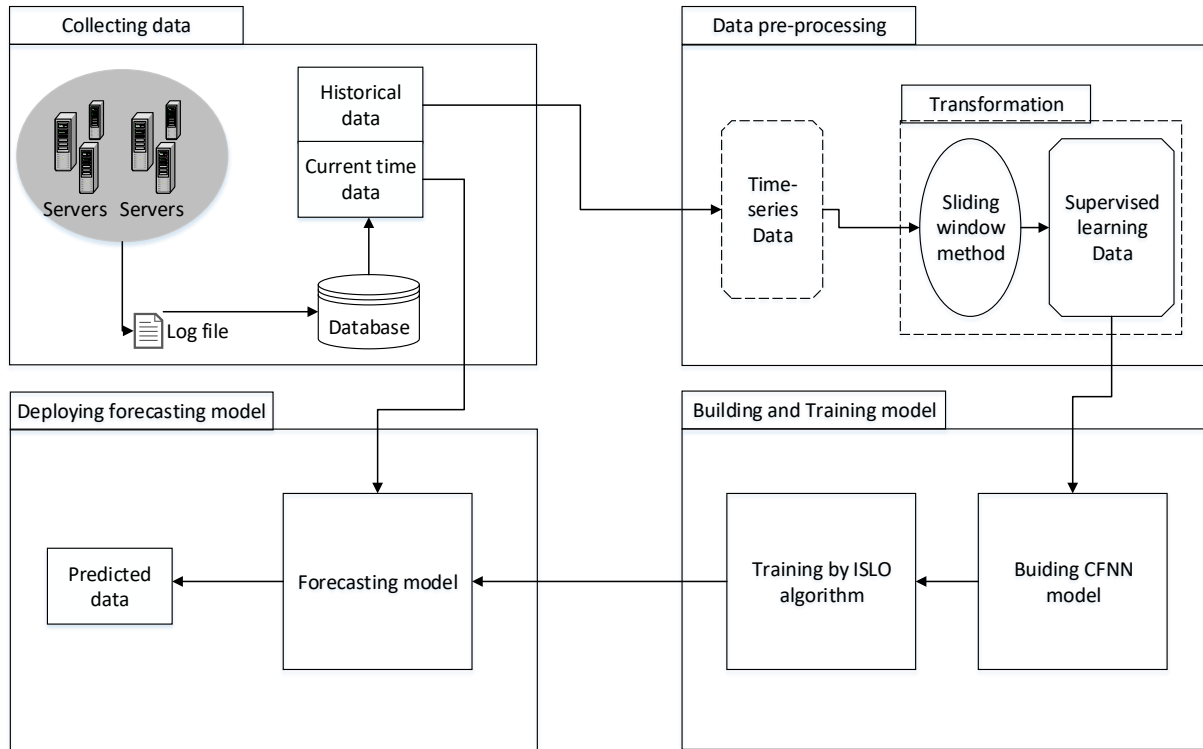 Collecting data
Historical
data
Current time
data
Servers Servers
Log file
Database
Data pre-processing
Transformation
Time-
series
Data
Sliding
window
method
Supervised
learning
Data
Deploying forecasting model
Predicted
data
Forecasting model
Building and Training model
Training by ISLO
algorithm
Buiding CFNN
model